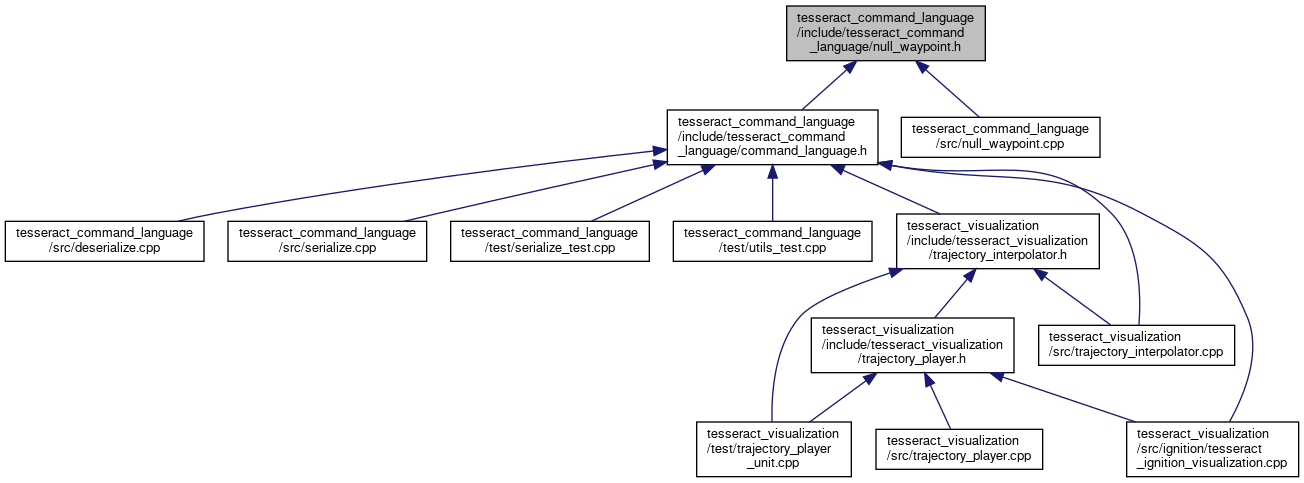 tesseract_command_language
/include/tesseract_command
_language/null_waypoint.h
tesseract_command_language
/include/tesseract_command
_language/command_language.h
tesseract_command_language
/src/null_waypoint.cpp
tesseract_command_language
/src/deserialize.cpp
tesseract_command_language
/src/serialize.cpp
tesseract_command_language
/test/serialize_test.cpp
tesseract_command_language
/test/utils_test.cpp
tesseract_visualization
/include/tesseract_visualization
/trajectory_interpolator.h
tesseract_visualization
/include/tesseract_visualization
/trajectory_player.h
tesseract_visualization
/src/trajectory_interpolator.cpp
tesseract_visualization
/test/trajectory_player
_unit.cpp
tesseract_visualization
/src/trajectory_player.cpp
tesseract_visualization
/src/ignition/tesseract
_ignition_visualization.cpp